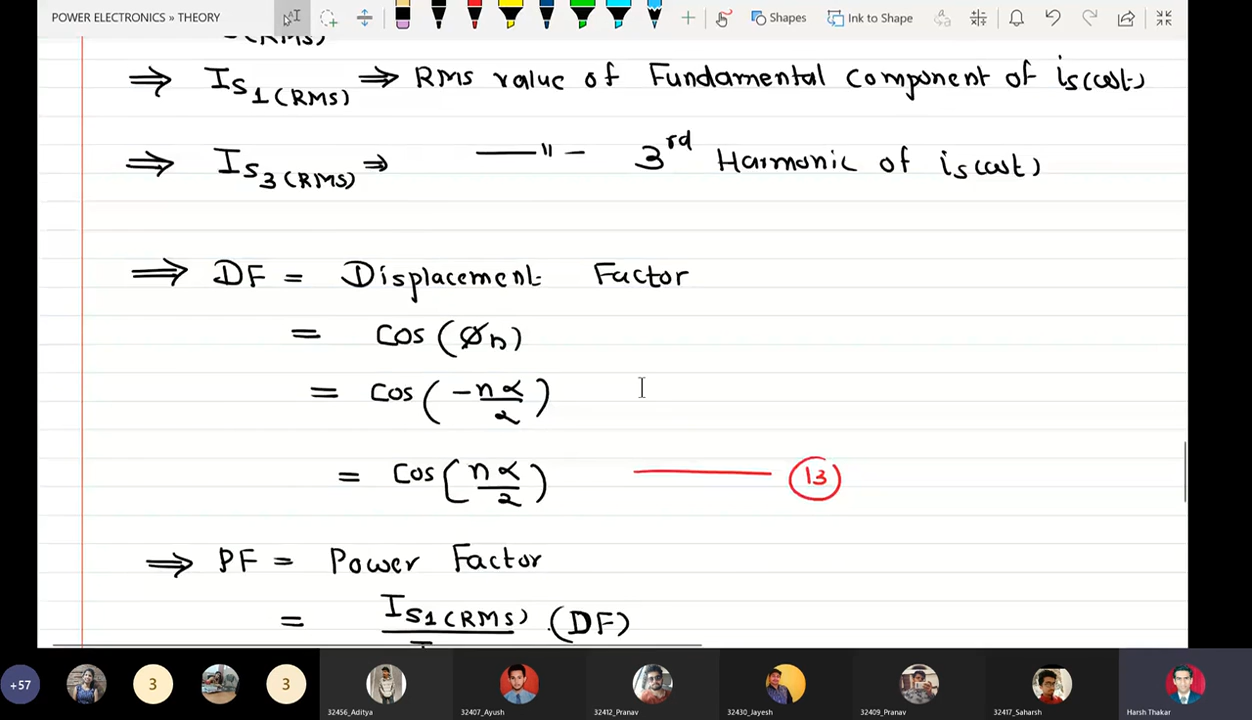 POWER ELECTRONICS » THEORY
Shapes
Ink to Shape
(RMS)
⇒ Is1(RMS) ⇒ RMS value of Fundamental Component of is(ωt)
⇒ Is3(RMS) ⇒ —— " – 3rd Harmonic of is(ωt)
⇒ DF = Displacement Factor
= Cos(Øn)
= Cos(-nα/2)
= Cos[nα/2) —— 13
⇒ PF = Power Factor
= Is1(RMS) (DF)
+57
3
3
32456_Aditya
32407_Ayush
32412_Pranav
32430_Jayesh
32409_Pranav
32417_Saharsh
Harsh Thakar